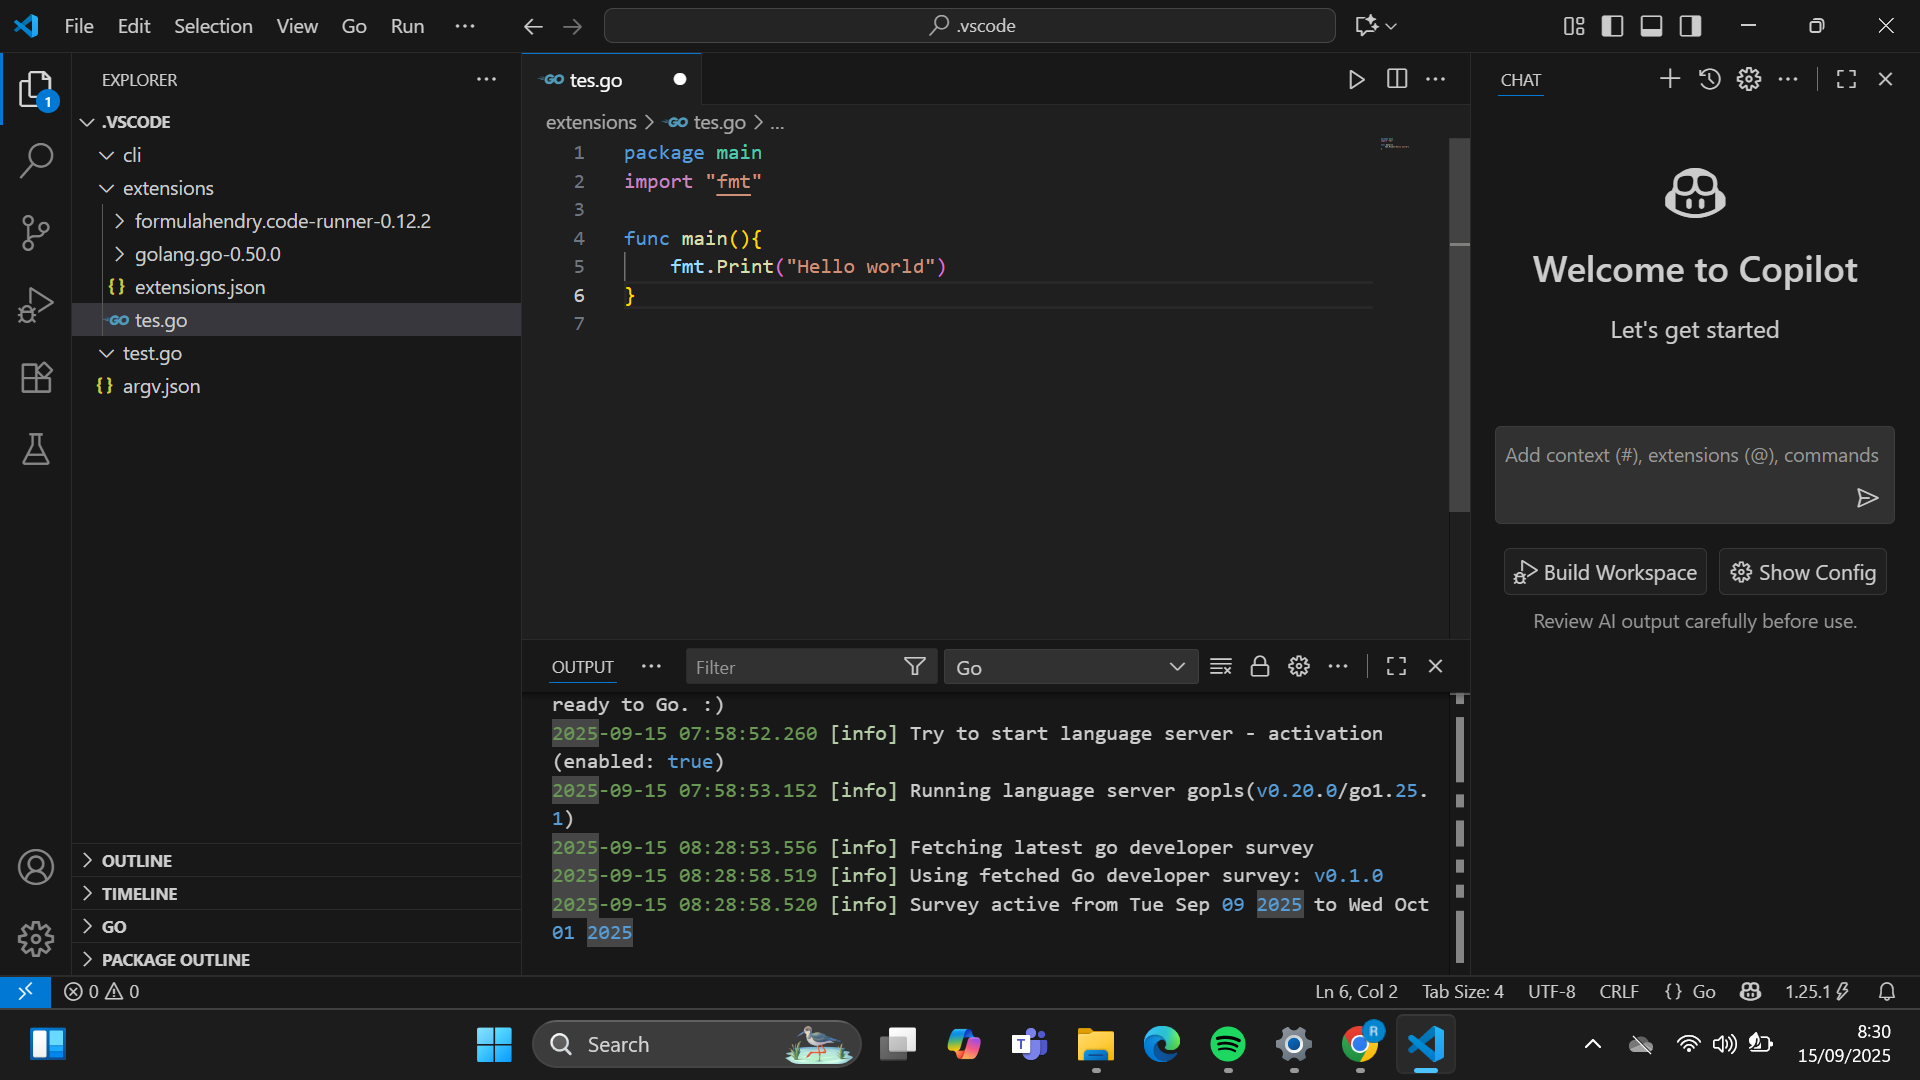 File Edit Selection View Go Run ... .vscode
EXPLORER ...
.VSCODE
cli
extensions
formulahendry.code-runner-0.12.2
golang.go-0.50.0
{} extensions.json
GO tes.go
test.go
{} argv.json
OUTLINE
TIMELINE
GO
PACKAGE OUTLINE
1
GO tes.go
extensions > GO tes.go > ...
1 package main
2 import "fmt"
3
4 func main(){
5 fmt.Print("Hello world")
6 }
7
OUTPUT ... Filter Go
ready to Go. :)
2025-09-15 07:58:52.260 [info] Try to start language server - activation
(enabled: true)
2025-09-15 07:58:53.152 [info] Running language server gopls(v0.20.0/go1.25.
1)
2025-09-15 08:28:53.556 [info] Fetching latest go developer survey
2025-09-15 08:28:58.519 [info] Using fetched Go developer survey: v0.1.0
2025-09-15 08:28:58.520 [info] Survey active from Tue Sep 09 2025 to Wed Oct
01 2025
CHAT
Welcome to Copilot
Let's get started
Add context (#), extensions (@), commands
Build Workspace Show Config
Review AI output carefully before use.
0 0 Ln 6, Col 2 Tab Size: 4 UTF-8 CRLF {} Go 1.25.1
Search T R 8:30
15/09/2025